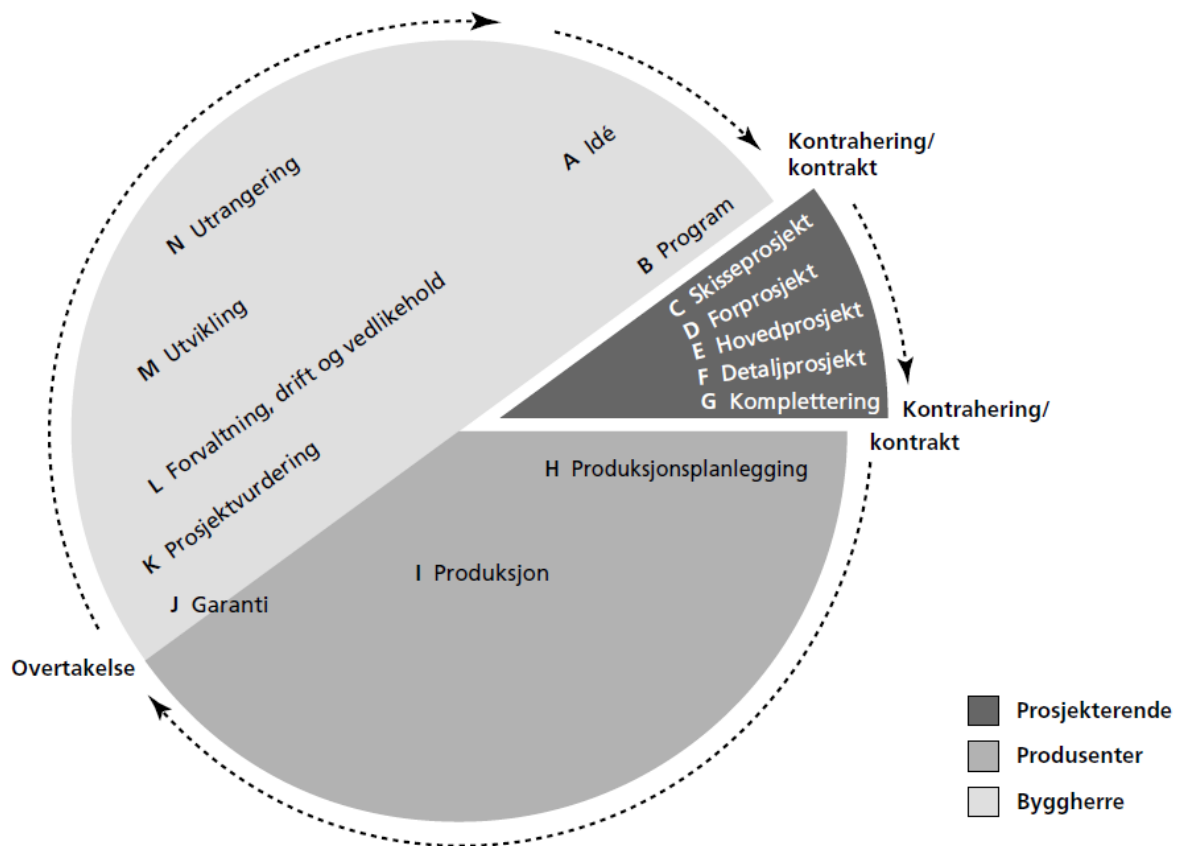 A Idé
B Program
Kontrahering/
kontrakt
C Skisseprosjekt
D Forprosjekt
E Hovedprosjekt
F Detaljprosjekt
G Komplettering
Kontrahering/
kontrakt
H Produksjonsplanlegging
I Produksjon
J Garanti
Overtakelse
K Prosjektvurdering
L Forvaltning, drift og vedlikehold
M Utvikling
N Utrangering
Prosjekterende
Produsenter
Byggherre